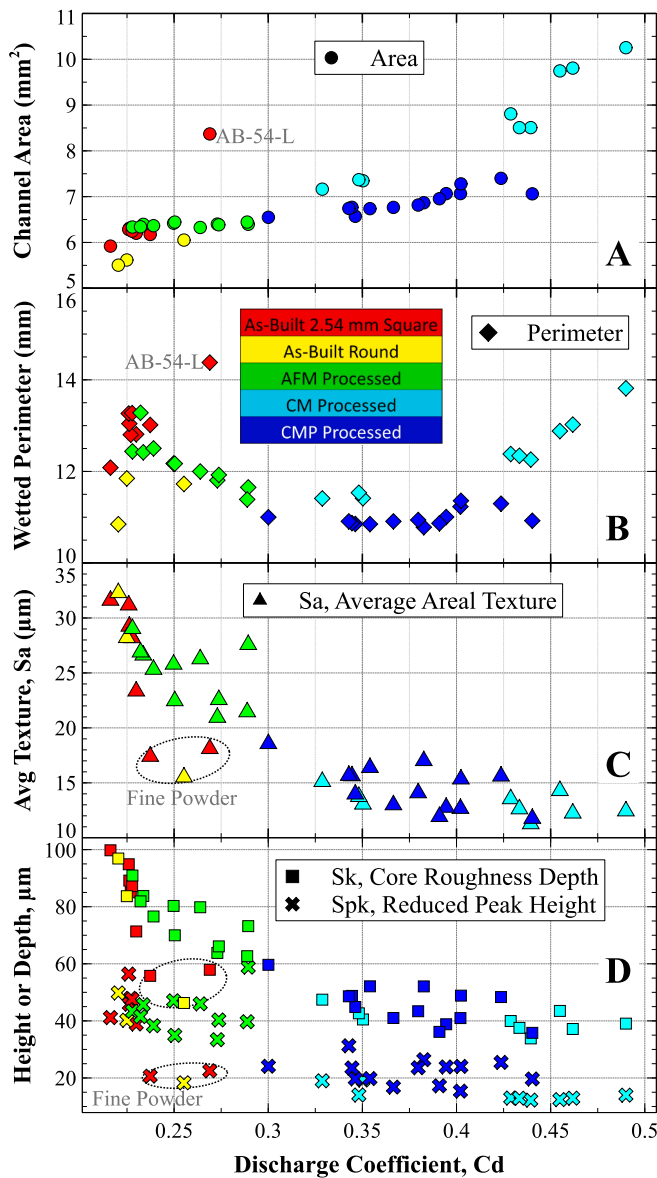 11
10
9
8
7
6
5
Channel Area (mm²)
Area
AB-54-L
A
16
14
12
10
Wetted Perimeter (mm)
AB-54-L
As-Built 2.54 mm Square
As-Built Round
AFM Processed
CM Processed
CMP Processed
Perimeter
B
35
30
25
20
15
10
Avg Texture, Sa (μm)
Sa, Average Areal Texture
Fine Powder
C
100
80
60
40
20
Height or Depth, μm
Sk, Core Roughness Depth
Spk, Reduced Peak Height
D
Fine Powder
0.25
0.3
0.35
0.4
0.45
0.5
Discharge Coefficient, Cd